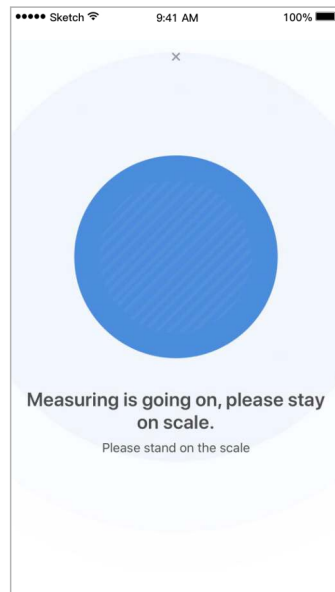 Sketch 9:41 AM 100%
Measuring is going on, please stay
on scale.
Please stand on the scale